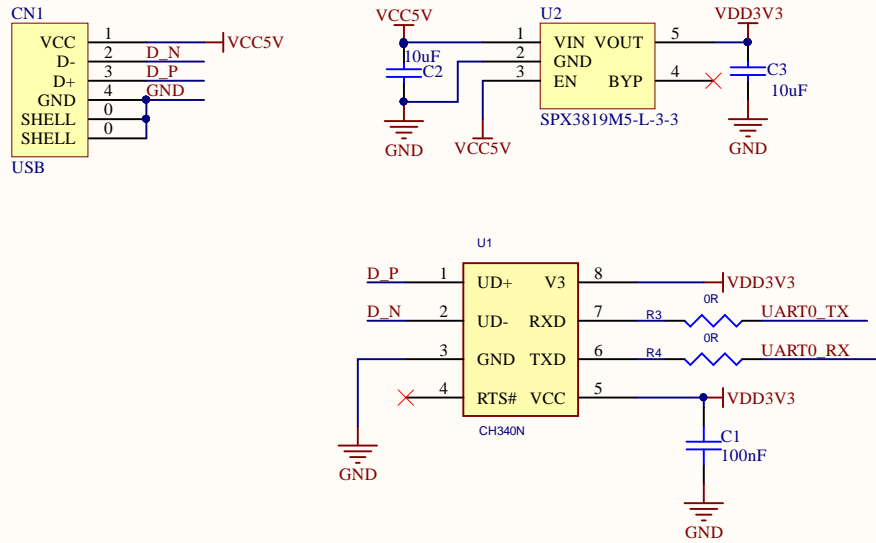 CN1
VCC 1 VCC5V
D- 2 D_N
D+ 3 D_P
GND 4 GND
SHELL 0
SHELL 0
USB
VCC5V
10uF
C2
GND
U2
1 VIN VOUT 5
2 GND
3 EN BYP 4
SPX3819M5-L-3-3
VCC5V
VDD3V3
C3
10uF
GND
U1
D_P 1 UD+ V3 8 VDD3V3
0R
D_N 2 UD- RXD 7 R3 UART0_TX
0R
3 GND TXD 6 R4 UART0_RX
4 RTS# VCC 5 VDD3V3
CH340N
GND
C1
100nF
GND